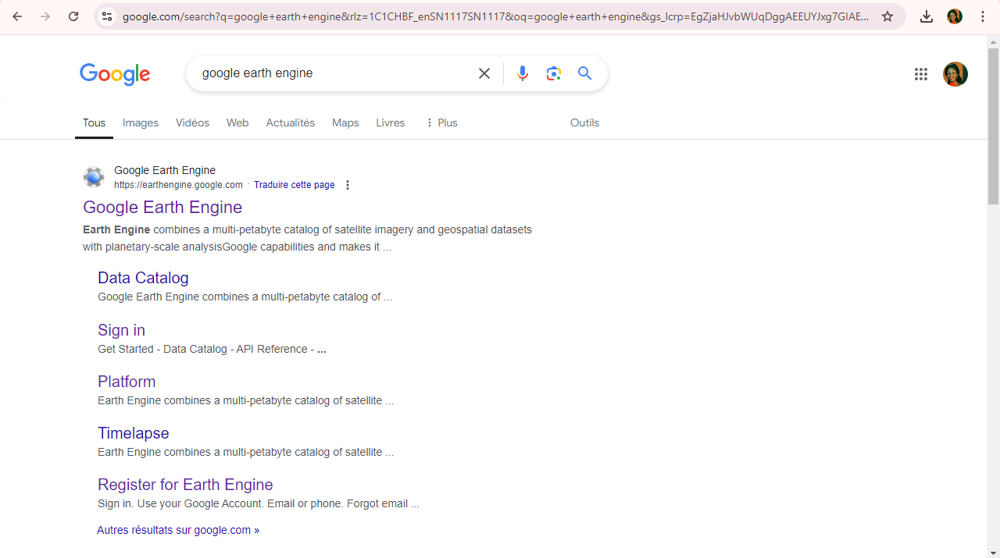 google.com/search?q=google+earth+engine&rlz=1C1CHBF_enSN1117SN1117&oq=google+earth+engine&gs_lcrp=EgZjaHJvbWUqDggAEEUYJxg7GIAE...
Google
google earth engine
Tous Images Vidéos Web Actualités Maps Livres Plus Outils
Google Earth Engine
https://earthengine.google.com · Traduire cette page
Google Earth Engine
Earth Engine combines a multi-petabyte catalog of satellite imagery and geospatial datasets
with planetary-scale analysisGoogle capabilities and makes it ...
Data Catalog
Google Earth Engine combines a multi-petabyte catalog of ...
Sign in
Get Started - Data Catalog - API Reference - ...
Platform
Earth Engine combines a multi-petabyte catalog of satellite ...
Timelapse
Earth Engine combines a multi-petabyte catalog of satellite ...
Register for Earth Engine
Sign in. Use your Google Account. Email or phone. Forgot email ...
Autres résultats sur google.com »